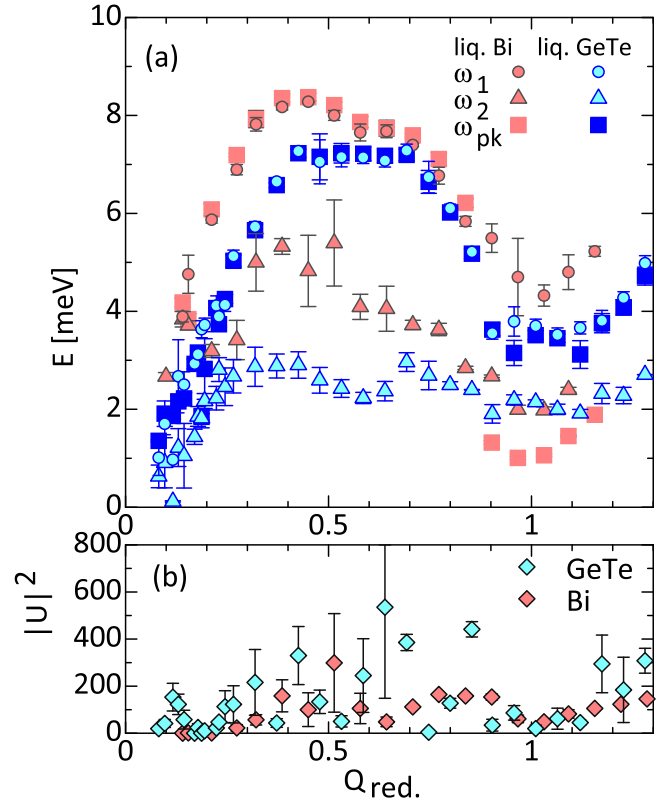 (a)
liq. Bi liq. GeTe
ω1
ω2
ωpk
E [meV]
10
8
6
4
2
0
0 0.5 1
(b)
GeTe
Bi
|U|2
800
600
400
200
0
0 0.5 1
Qred.